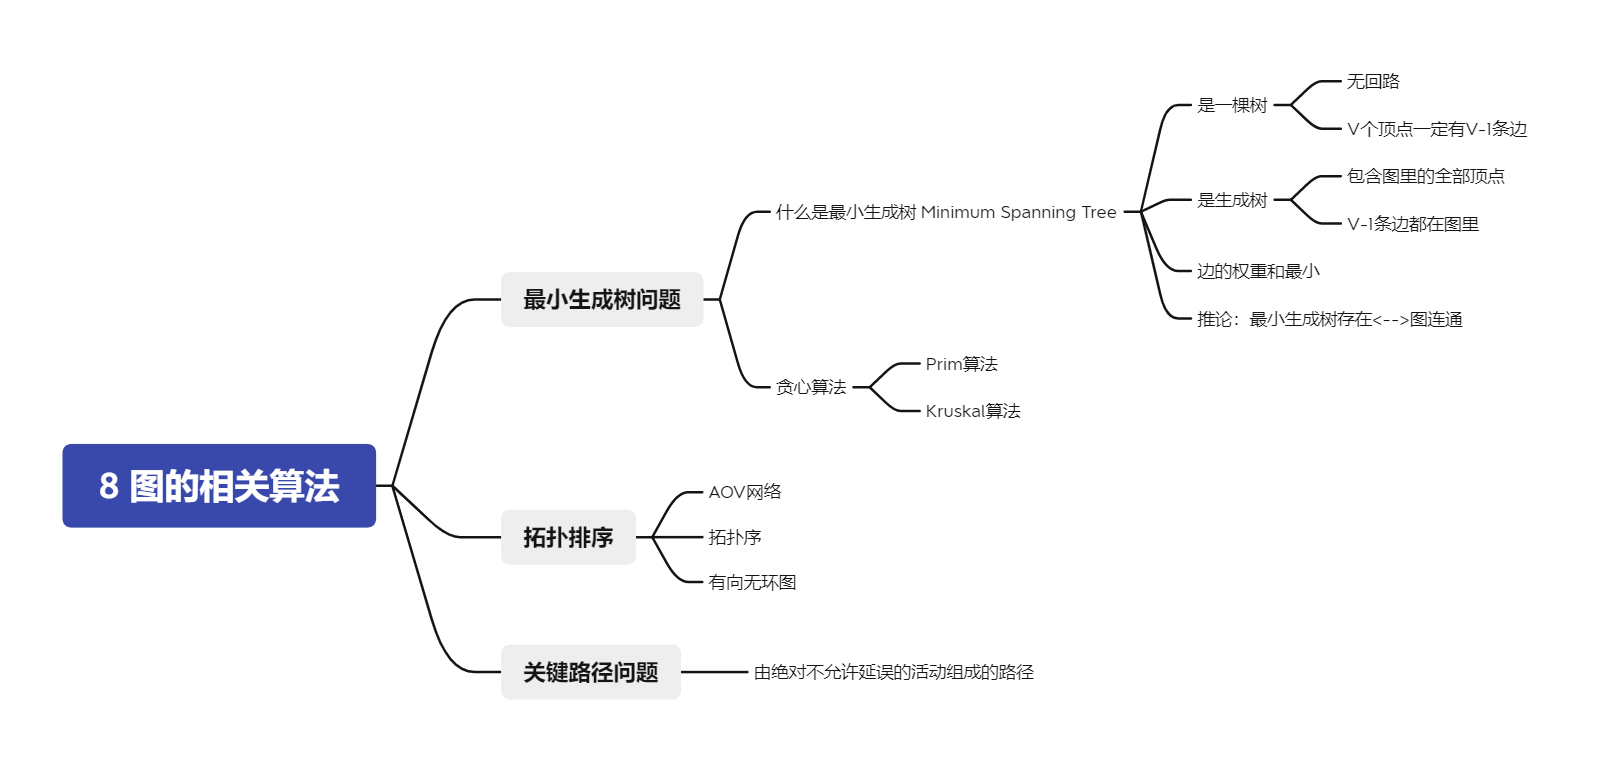 8 图的相关算法
最小生成树问题
什么是最小生成树 Minimum Spanning Tree
是一棵树
无回路
V个顶点一定有V-1条边
是生成树
包含图里的全部顶点
V-1条边都在图里
边的权重和最小
推论：最小生成树存在<-->图连通
贪心算法
Prim算法
Kruskal算法
拓扑排序
AOV网络
拓扑序
有向无环图
关键路径问题
由绝对不允许延误的活动组成的路径